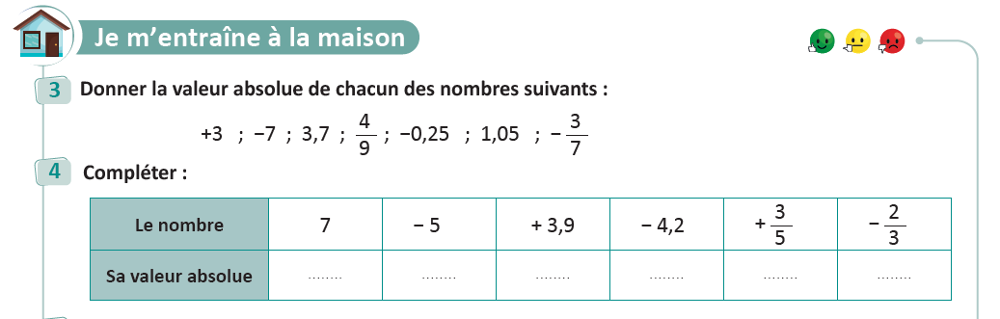 Je m'entraîne à la maison
3 Donner la valeur absolue de chacun des nombres suivants :
+3 ; −7 ; 3,7 ; 4/9 ; −0,25 ; 1,05 ; − 3/7
4 Compléter :
Le nombre 7 − 5 + 3,9 − 4,2 + 3/5 − 2/3
Sa valeur absolue ........ ........ ........ ........ ........ ........